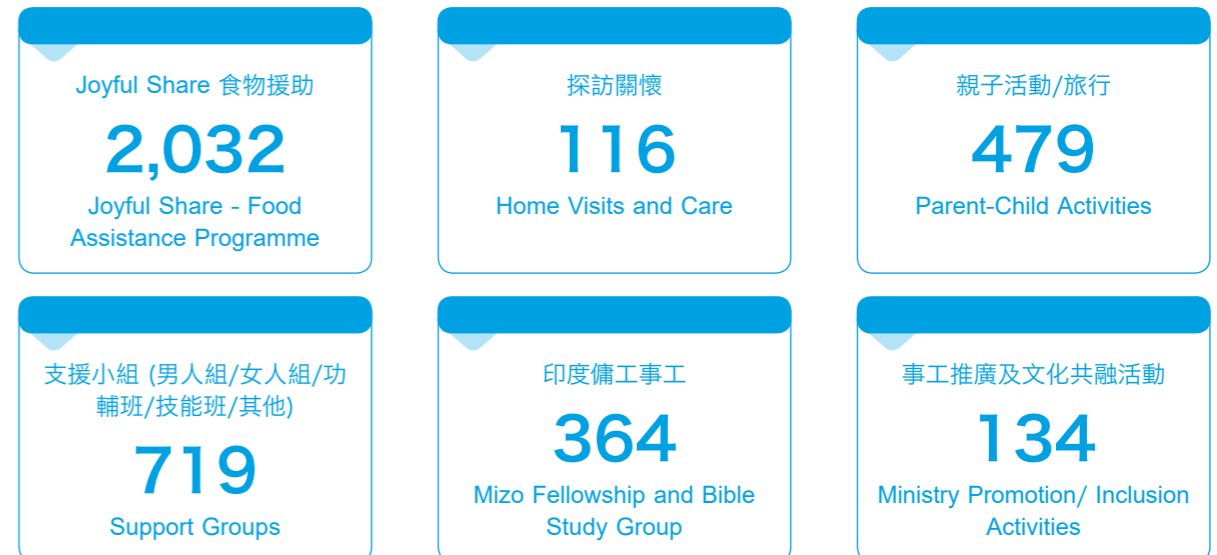 Joyful Share 食物援助
2,032
Joyful Share - Food
Assistance Programme
探訪關懷
116
Home Visits and Care
親子活動/旅行
479
Parent-Child Activities
支援小組 (男人組/女人組/功
輔班/技能班/其他)
719
Support Groups
印度傭工事工
364
Mizo Fellowship and Bible
Study Group
事工推廣及文化共融活動
134
Ministry Promotion/ Inclusion
Activities